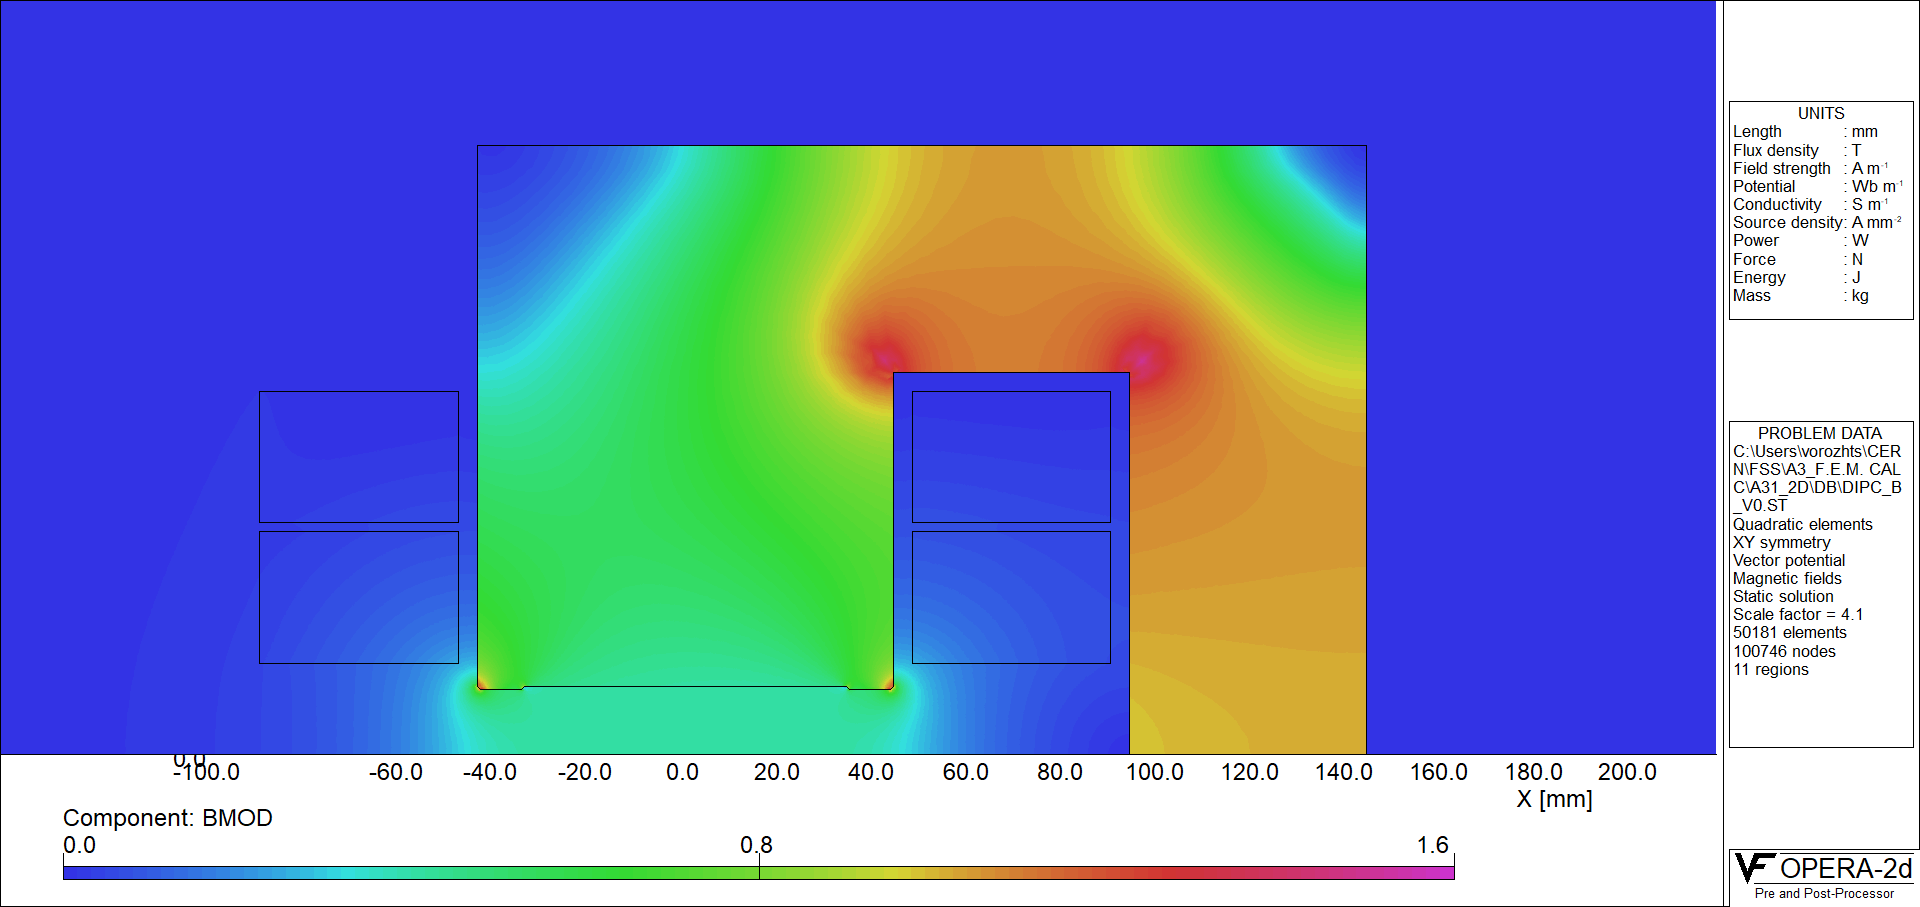 UNITS
Length : mm
Flux density : T
Field strength : A m⁻¹
Potential : Wb m⁻¹
Conductivity : S m⁻¹
Source density: A mm⁻²
Power : W
Force : N
Energy : J
Mass : kg
PROBLEM DATA
C:\Users\vorozhts\CER
N\FSS\A3_F.E.M. CAL
C\A31_2D\DB\DIPC_B
_V0.ST
Quadratic elements
XY symmetry
Vector potential
Magnetic fields
Static solution
Scale factor = 4.1
50181 elements
100746 nodes
11 regions
0.0
-100.0 -60.0 -40.0 -20.0 0.0 20.0 40.0 60.0 80.0 100.0 120.0 140.0 160.0 180.0 200.0
X [mm]
Component: BMOD
0.0 0.8 1.6
VF OPERA-2d
Pre and Post-Processor